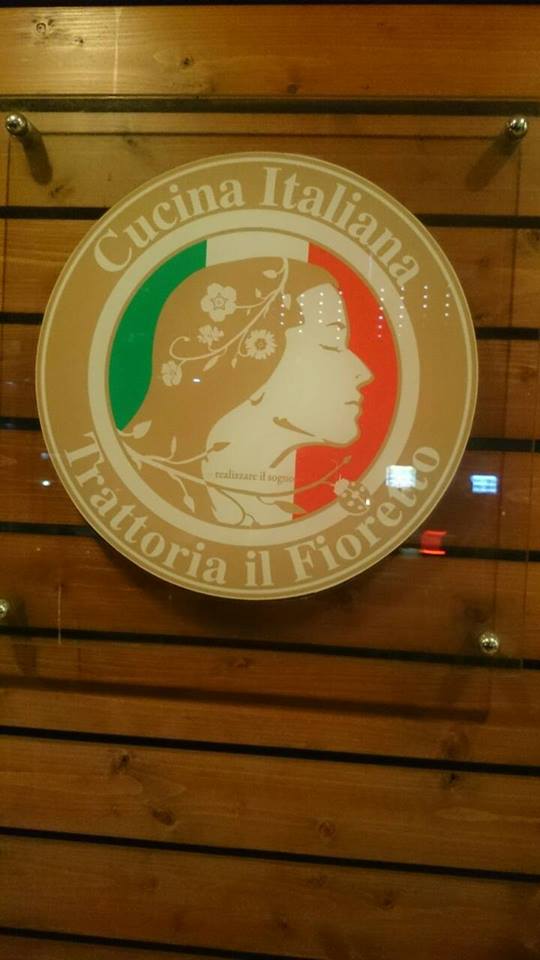 Cucina Italiana
realizzare il sogno
Trattoria il Fioretto